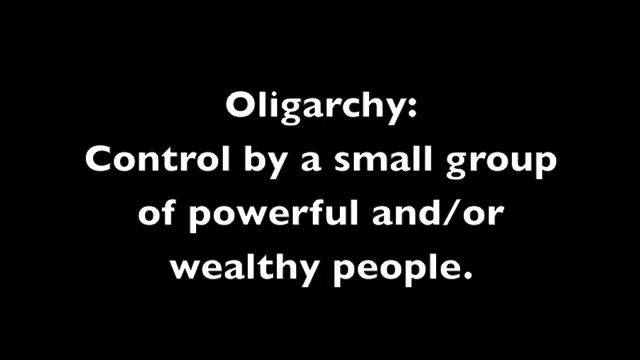 Oligarchy:
Control by a small group
of powerful and/or
wealthy people.